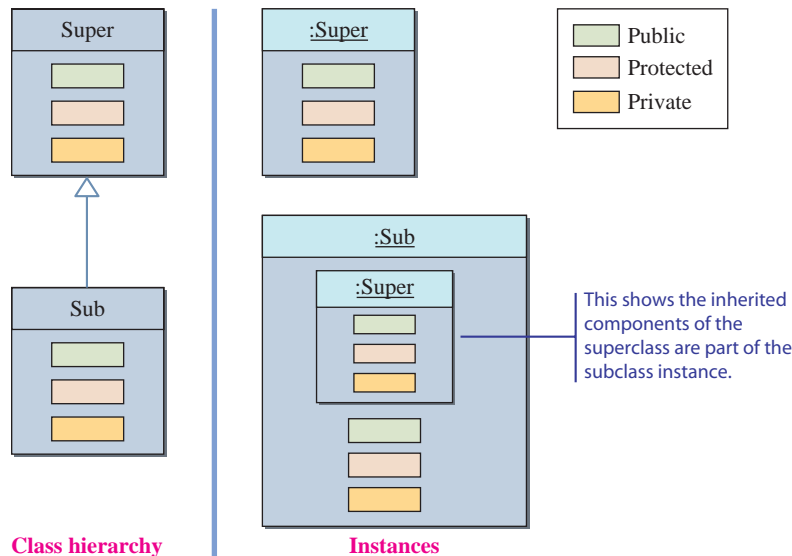 Super
Sub
Class hierarchy
:Super
:Sub
:Super
Instances
Public
Protected
Private
This shows the inherited
components of the
superclass are part of the
subclass instance.